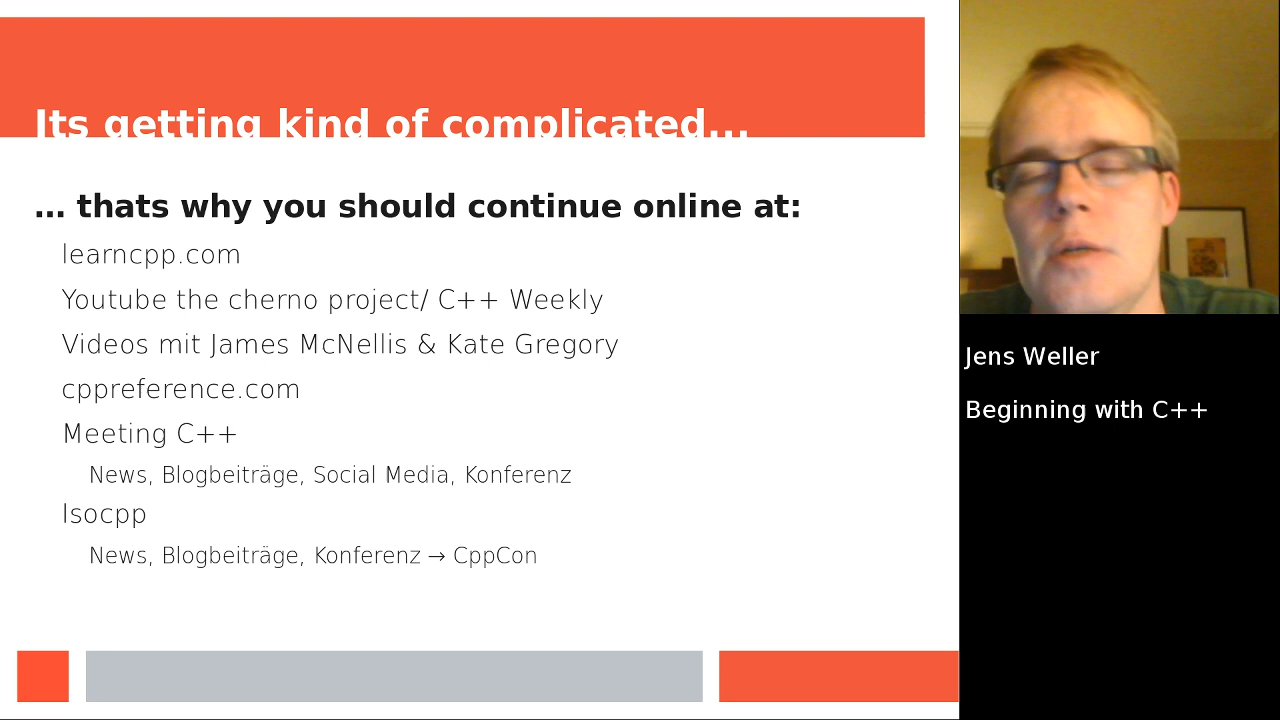 Its getting kind of complicated...
... thats why you should continue online at:
learncpp.com
Youtube the cherno project/ C++ Weekly
Videos mit James McNellis & Kate Gregory
cppreference.com
Meeting C++
News, Blogbeiträge, Social Media, Konferenz
Isocpp
News, Blogbeiträge, Konferenz → CppCon
Jens Weller
Beginning with C++